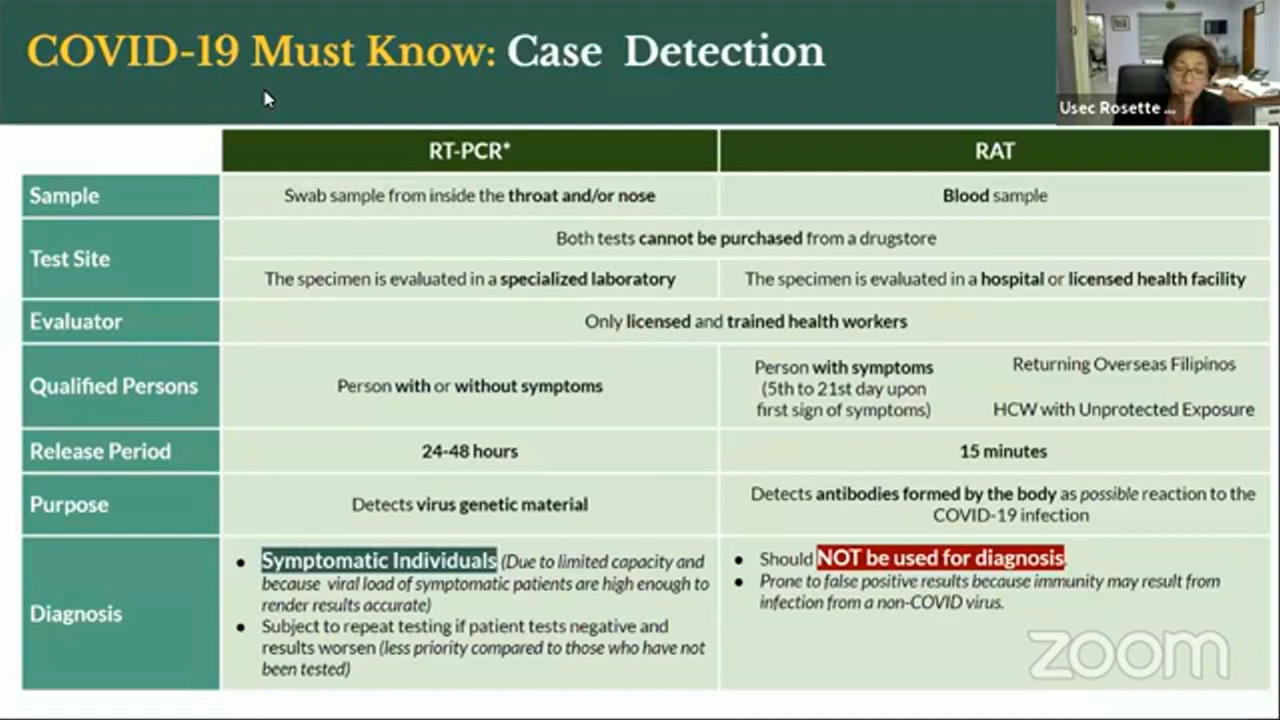 COVID-19 Must Know: Case Detection
Usec Rosette ...
RT-PCR*
RAT
Sample
Swab sample from inside the throat and/or nose
Blood sample
Test Site
Both tests cannot be purchased from a drugstore
The specimen is evaluated in a specialized laboratory
The specimen is evaluated in a hospital or licensed health facility
Evaluator
Only licensed and trained health workers
Qualified Persons
Person with or without symptoms
Person with symptoms
(5th to 21st day upon
first sign of symptoms)
Returning Overseas Filipinos
HCW with Unprotected Exposure
Release Period
24-48 hours
15 minutes
Purpose
Detects virus genetic material
Detects antibodies formed by the body as possible reaction to the
COVID-19 infection
Diagnosis
• Symptomatic Individuals (Due to limited capacity and
because viral load of symptomatic patients are high enough to
render results accurate)
• Subject to repeat testing if patient tests negative and
results worsen (less priority compared to those who have not
been tested)
• Should NOT be used for diagnosis.
• Prone to false positive results because immunity may result from
infection from a non-COVID virus.
zoom